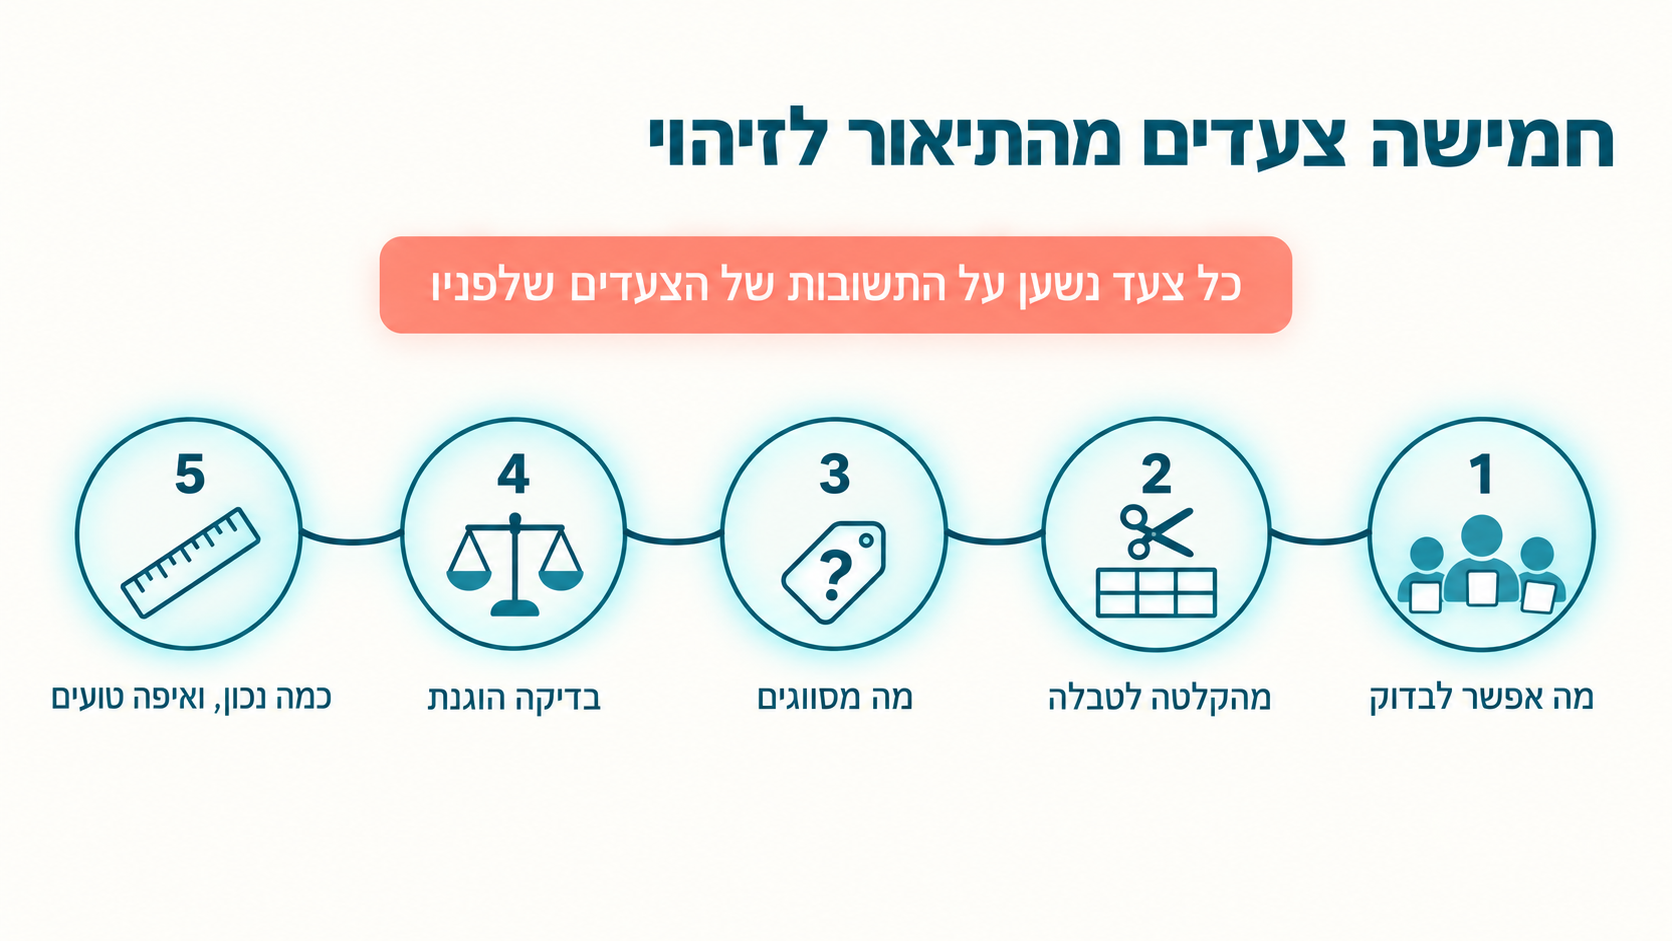 חמישה צעדים מהתיאור לזיהוי
כל צעד נשען על התשובות של הצעדים שלפניו
1
מה אפשר לבדוק
2
מהקלטה לטבלה
3
?
מה מסווגים
4
בדיקה הוגנת
5
כמה נכון, ואיפה טועים